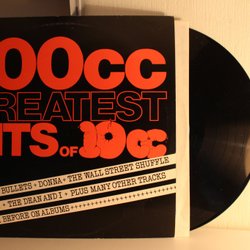 00cc
REATEST
ITS OF 10cc
BULLETS • DONNA • THE WALL STREET SHUFFLE
• THE DEAN AND I • PLUS MANY OTHER TRACKS
BEFORE ON ALBUMS